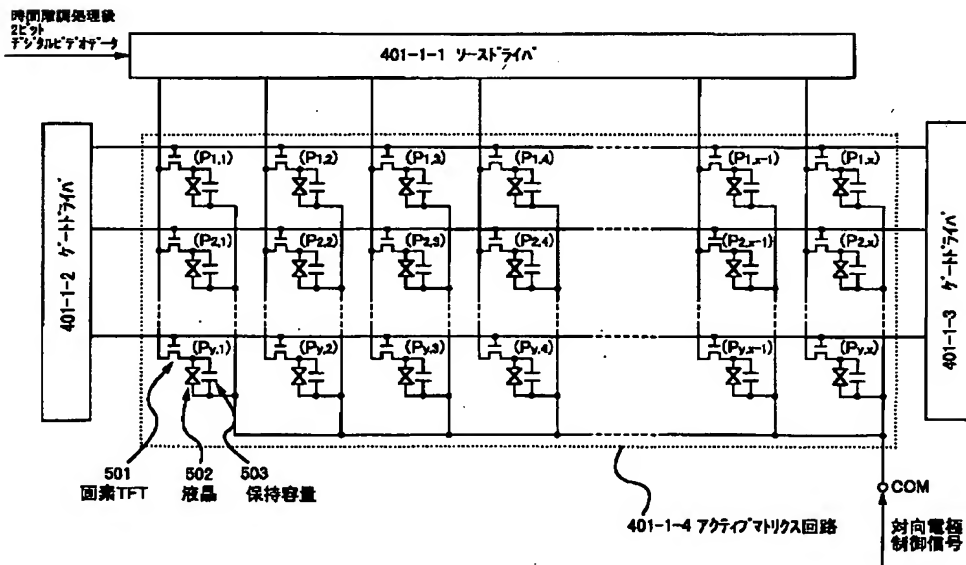 時間階調処理後
2ビット
デジタルビデオデータ
401-1-1 ソースドライバ
401-1-2 ゲートドライバ
401-1-3 ゲートドライバ
(P1,1) (P1,2) (P1,3) (P1,4) (P1,x-1) (P1,x)
(P2,1) (P2,2) (P2,3) (P2,4) (P2,x-1) (P2,x)
(Py,1) (Py,2) (Py,3) (Py,4) (Py,x-1) (Py,x)
501 502 503
画素TFT 液晶 保持容量
401-1-4 アクティブマトリクス回路
COM
対向電極
制御信号